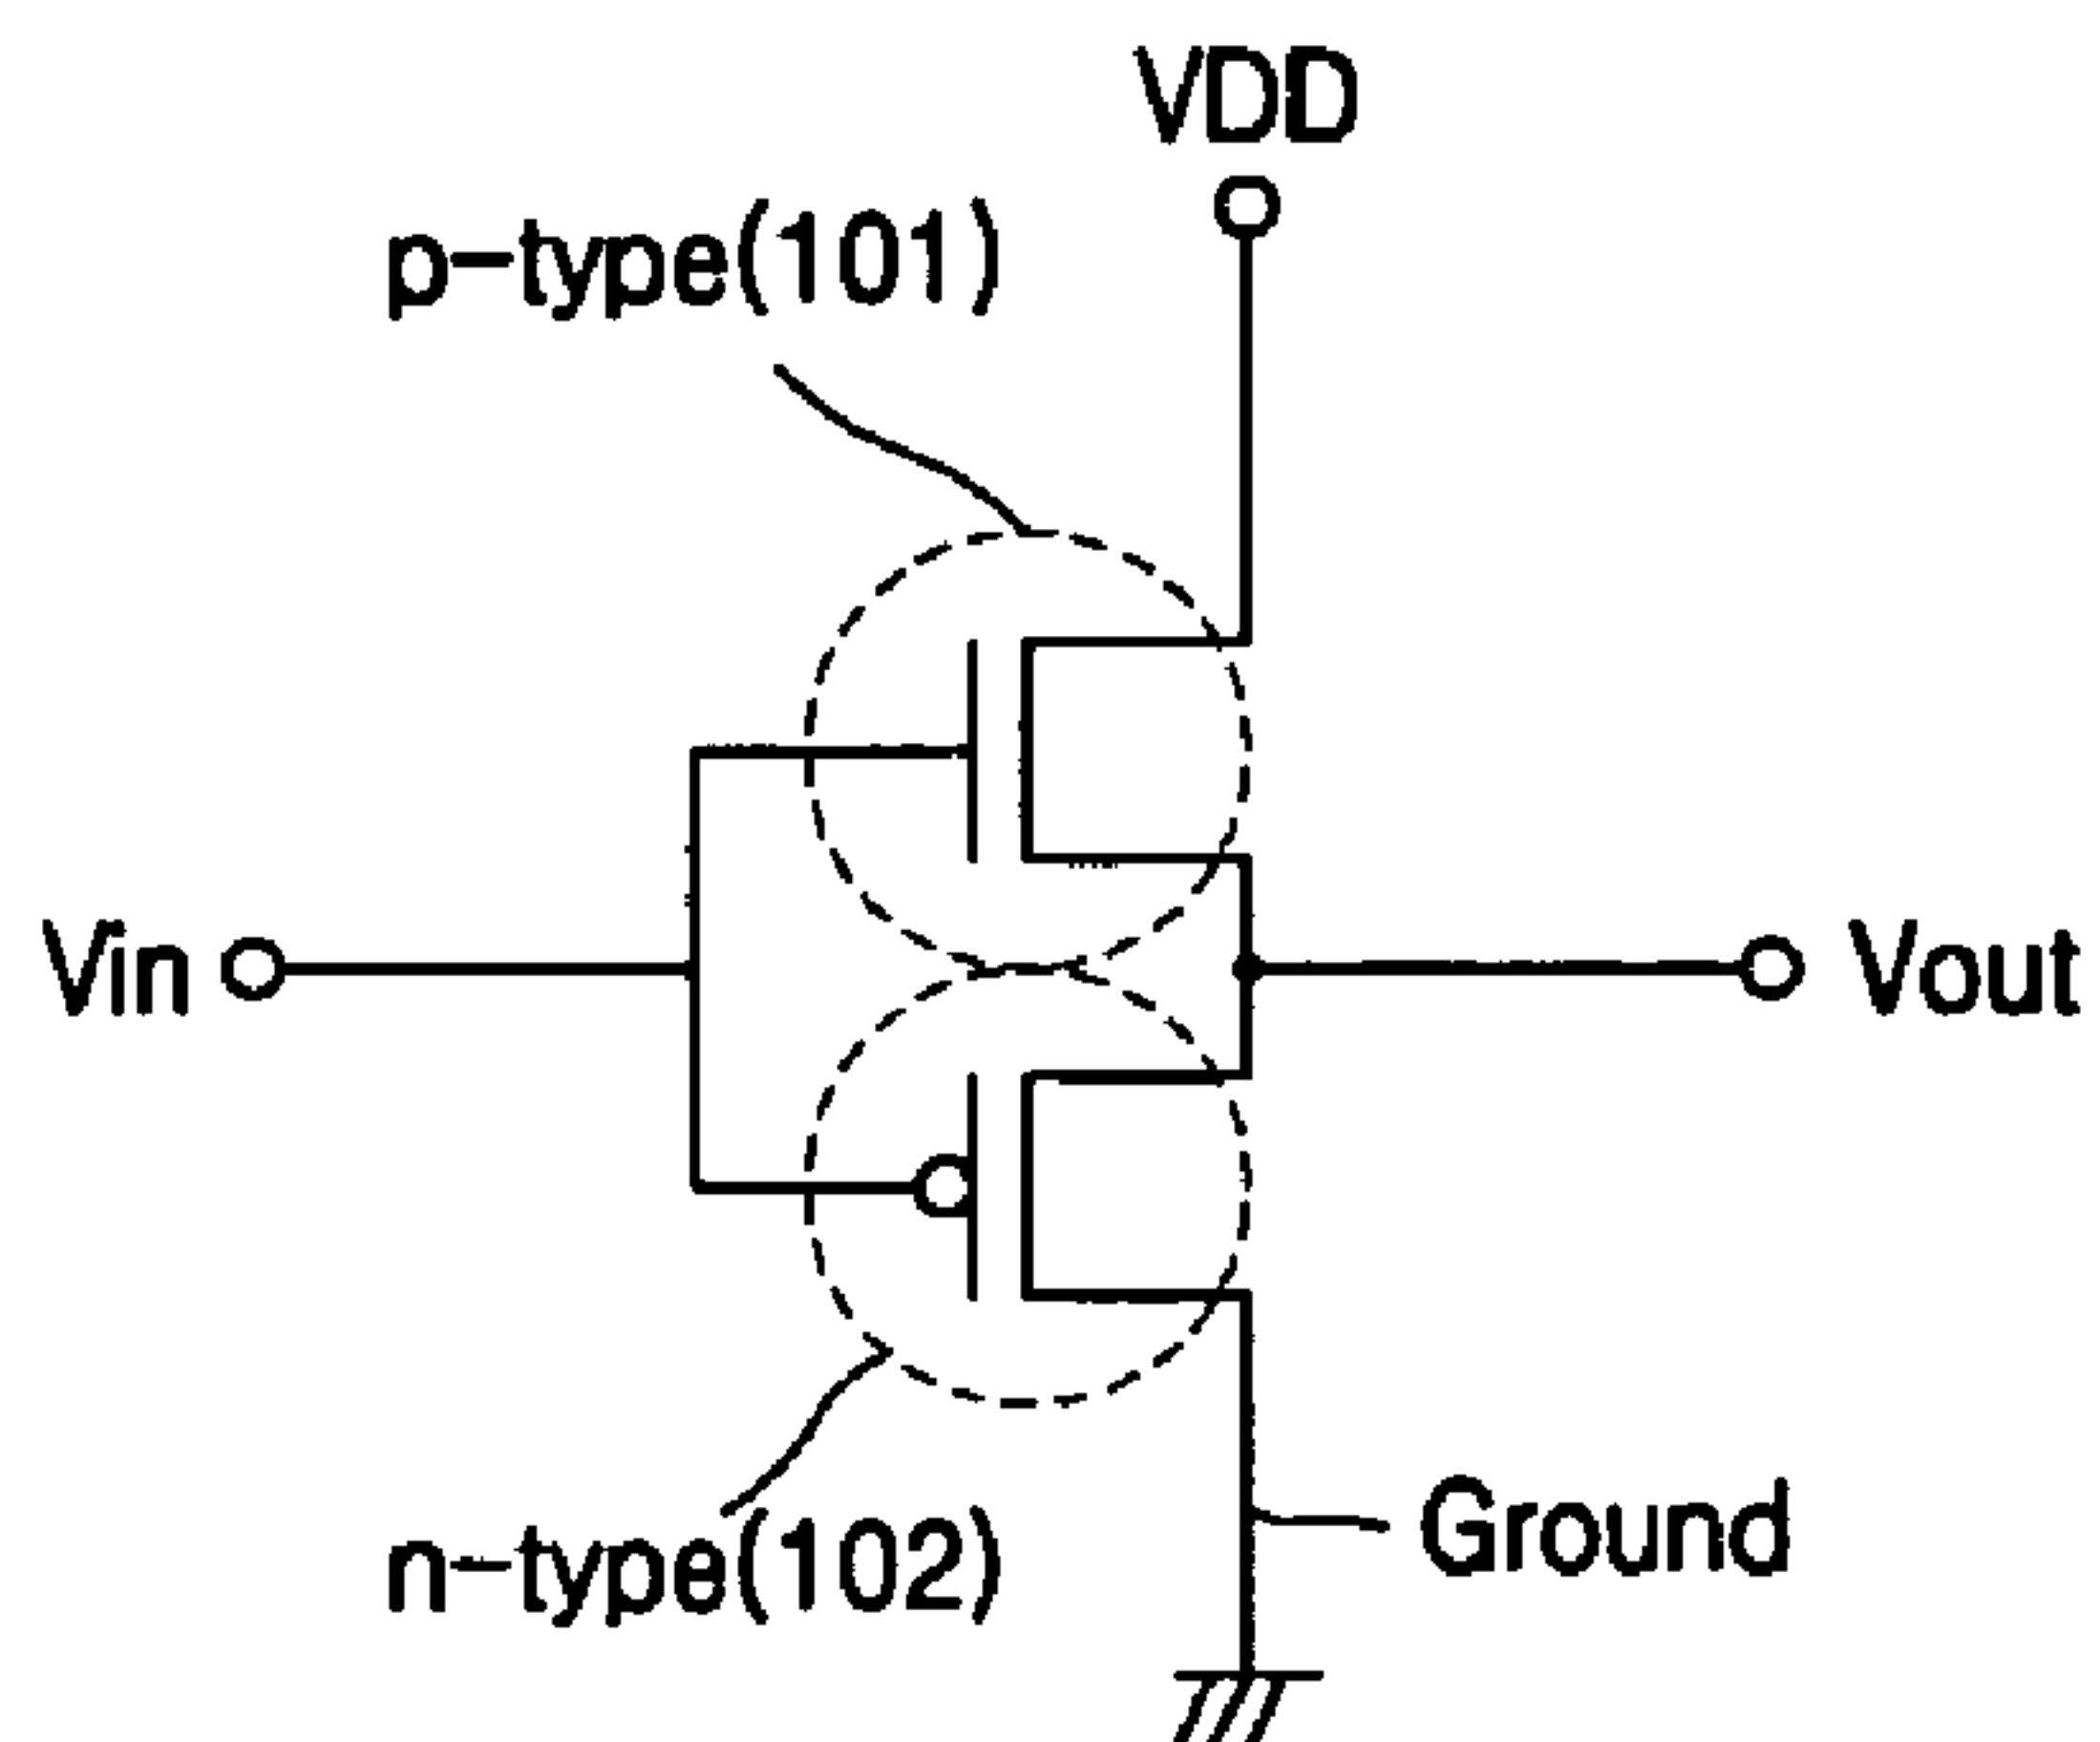 VDD
p-type(101)
Vin
Vout
Ground
n-type(102)